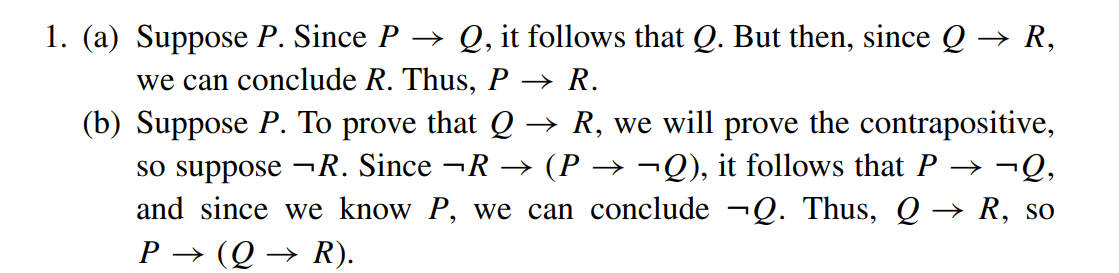 1. (a) Suppose P. Since P → Q, it follows that Q. But then, since Q → R,
we can conclude R. Thus, P → R.
(b) Suppose P. To prove that Q → R, we will prove the contrapositive,
so suppose ¬R. Since ¬R → (P → ¬Q), it follows that P → ¬Q,
and since we know P, we can conclude ¬Q. Thus, Q → R, so
P → (Q → R).